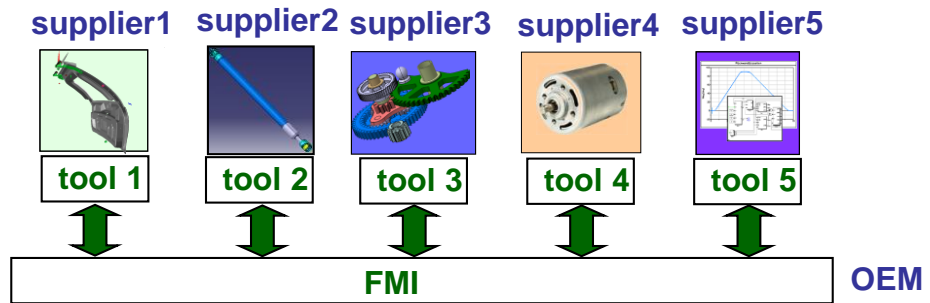 supplier1 supplier2 supplier3 supplier4 supplier5
tool 1 tool 2 tool 3 tool 4 tool 5
FMI OEM